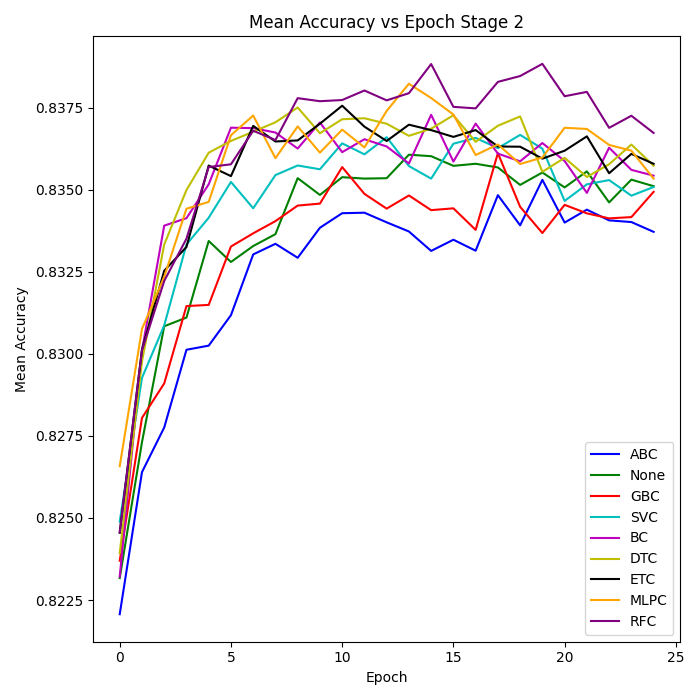 Mean Accuracy vs Epoch Stage 2
Mean Accuracy
0.8375
0.8350
0.8325
0.8300
0.8275
0.8250
0.8225
0
5
10
15
20
25
Epoch
ABC
None
GBC
SVC
BC
DTC
ETC
MLPC
RFC